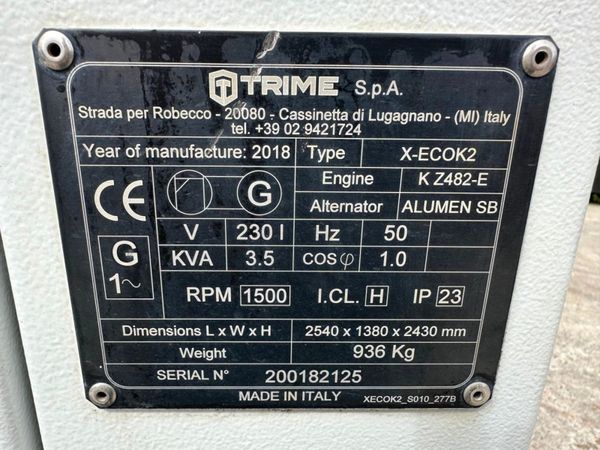 TRIME S.p.A.
Strada per Robecco - 20080 - Cassinetta di Lugagnano - (MI) Italy
tel. +39 02 9421724
Year of manufacture: 2018 Type X-ECOK2
Engine K Z482-E
CE G
Alternator ALUMEN SB
V 230 I Hz 50
G 1~
KVA 3.5 COSφ 1.0
RPM 1500 I.CL. H IP 23
Dimensions L x W x H 2540 x 1380 x 2430 mm
Weight 936 Kg
SERIAL N° 200182125
MADE IN ITALY XECOK2_S010_277B